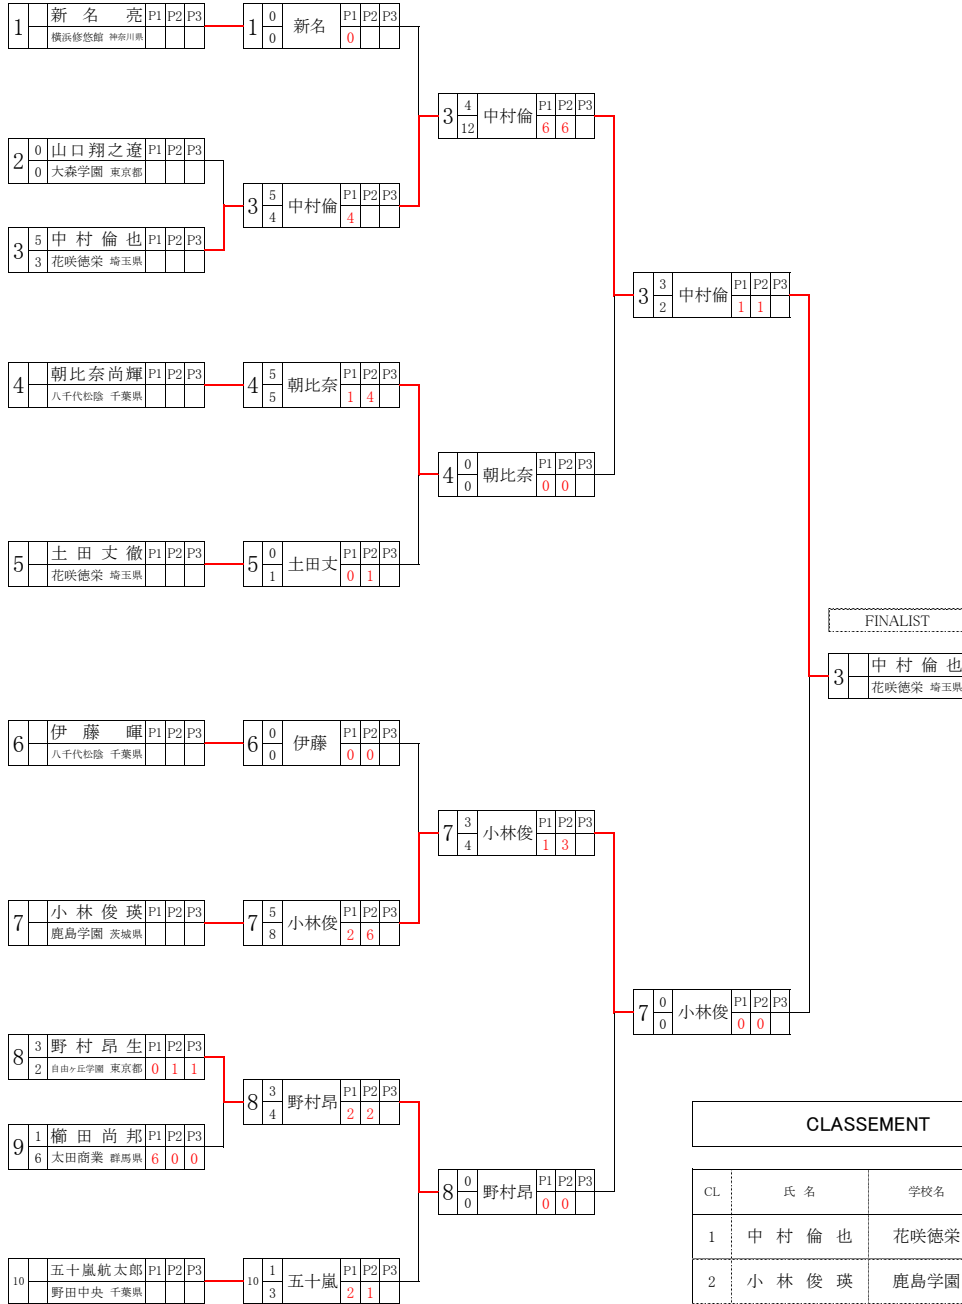 1 新名 亮 P1 P2 P3
横浜修悠館 神奈川県
1 0 新名 P1 P2 P3
0 0
3 4 中村倫 P1 P2 P3
12 6 6
2 0 山口翔之遼 P1 P2 P3
0 大森学園 東京都
3 5 中村倫 P1 P2 P3
4 4
3 5 中村倫也 P1 P2 P3
3 花咲徳栄 埼玉県
3 3 中村倫 P1 P2 P3
2 1 1
4 朝比奈尚輝 P1 P2 P3
八千代松陰 千葉県
4 5 朝比奈 P1 P2 P3
5 1 4
4 0 朝比奈 P1 P2 P3
0 0 0
5 土田丈徹 P1 P2 P3
花咲徳栄 埼玉県
5 0 土田丈 P1 P2 P3
1 0 1
FINALIST
3 中村倫也
花咲徳栄 埼玉県
6 伊藤 暉 P1 P2 P3
八千代松陰 千葉県
6 0 伊藤 P1 P2 P3
0 0 0
7 3 小林俊 P1 P2 P3
4 1 3
7 小林俊瑛 P1 P2 P3
鹿島学園 茨城県
7 5 小林俊 P1 P2 P3
8 2 6
7 0 小林俊 P1 P2 P3
0 0 0
8 3 野村昂生 P1 P2 P3
2 自由ヶ丘学園 東京都 0 1 1
8 3 野村昂 P1 P2 P3
4 2 2
9 1 櫛田尚邦 P1 P2 P3
6 太田商業 群馬県 6 0 0
8 0 野村昂 P1 P2 P3
0 0 0
10 五十嵐航太郎 P1 P2 P3
野田中央 千葉県
10 1 五十嵐 P1 P2 P3
3 2 1
CLASSEMENT
CL 氏名 学校名
1 中村倫也 花咲徳栄
2 小林俊瑛 鹿島学園